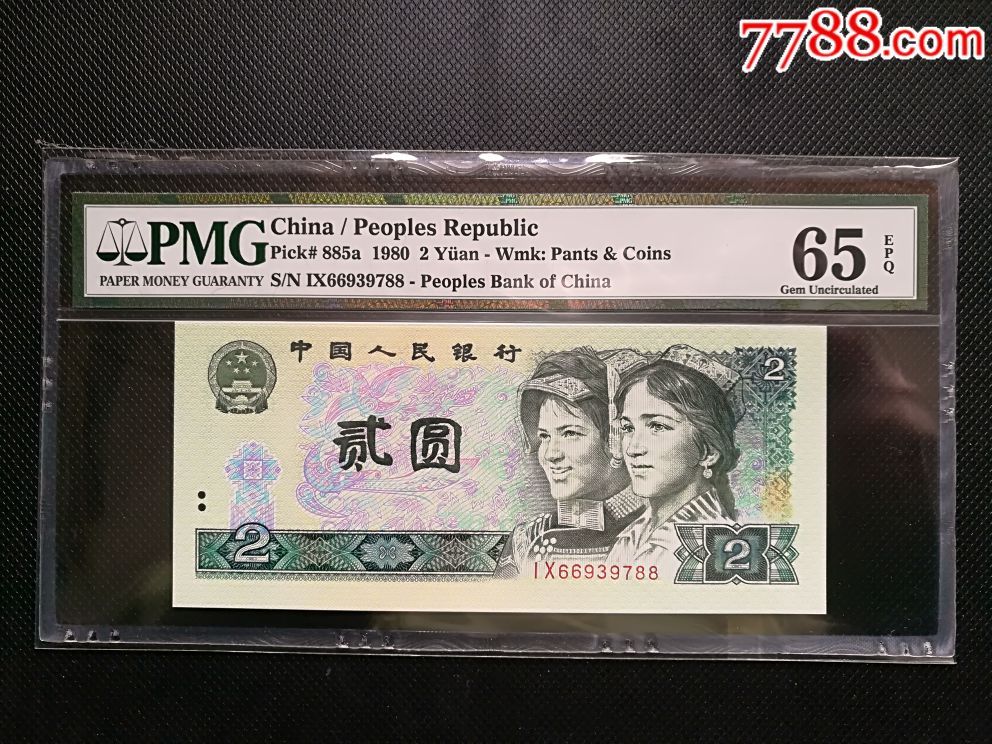 7788.com
PMG
PAPER MONEY GUARANTY
China / Peoples Republic
Pick# 885a 1980 2 Yüan - Wmk: Pants & Coins
S/N IX66939788 - Peoples Bank of China
65 EPQ
Gem Uncirculated
中国人民银行
2
贰圆
2
2
IX66939788